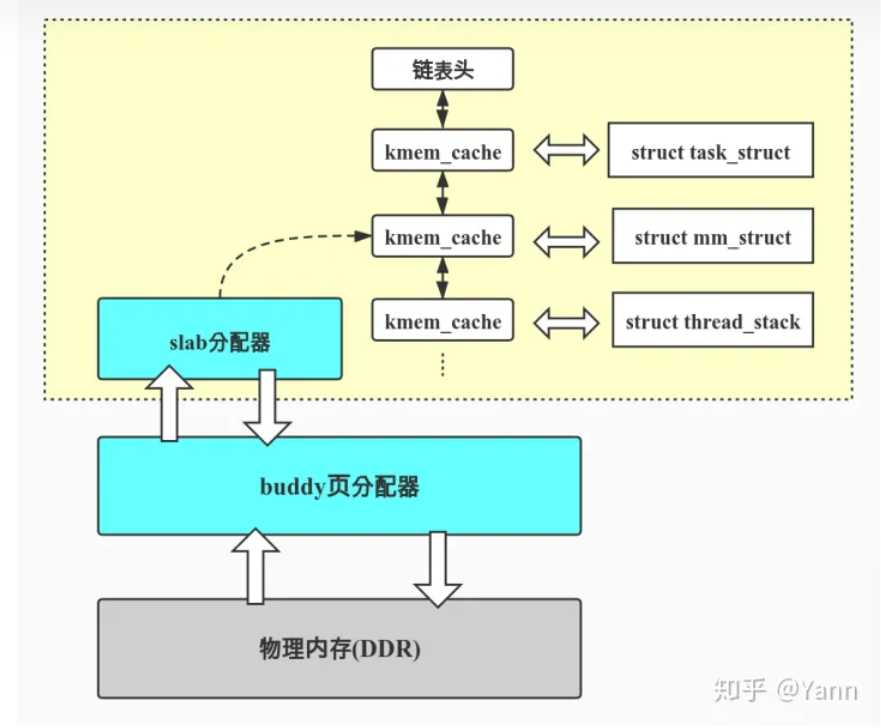 链表头
kmem_cache
struct task_struct
kmem_cache
struct mm_struct
kmem_cache
struct thread_stack
slab分配器
buddy页分配器
物理内存(DDR)
知乎 @Yann